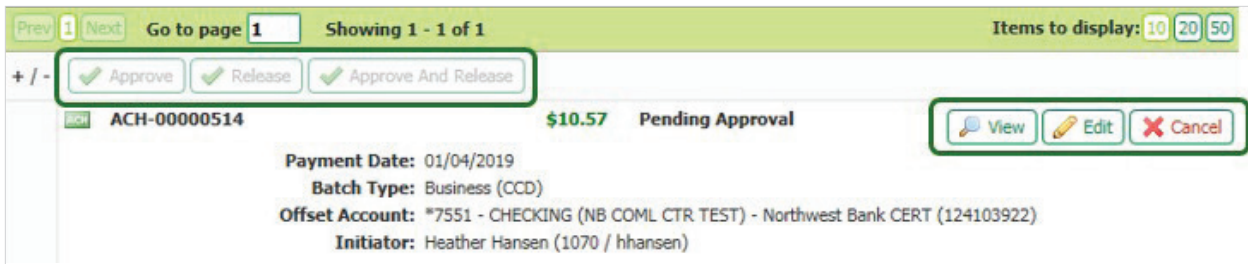 Prev 1 Next Go to page 1 Showing 1 - 1 of 1 Items to display: 10 20 50
+ / - Approve Release Approve And Release
ACH ACH-00000514 $10.57 Pending Approval View Edit Cancel
Payment Date: 01/04/2019
Batch Type: Business (CCD)
Offset Account: *7551 - CHECKING (NB COML CTR TEST) - Northwest Bank CERT (124103922)
Initiator: Heather Hansen (1070 / hhansen)